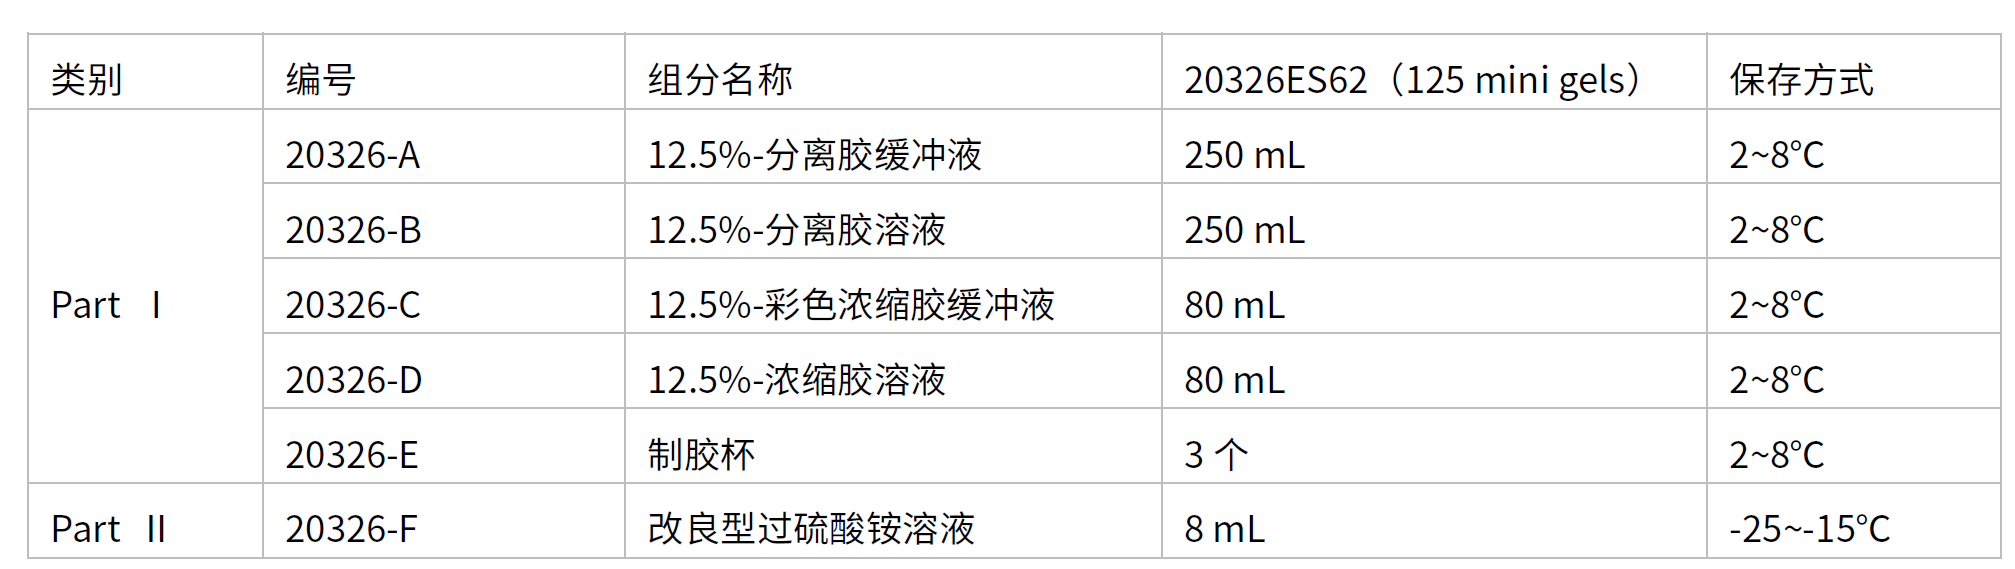 类别 编号 组分名称 20326ES62（125 mini gels） 保存方式
20326-A 12.5%-分离胶缓冲液 250 mL 2~8℃
20326-B 12.5%-分离胶溶液 250 mL 2~8℃
Part Ⅰ 20326-C 12.5%-彩色浓缩胶缓冲液 80 mL 2~8℃
20326-D 12.5%-浓缩胶溶液 80 mL 2~8℃
20326-E 制胶杯 3 个 2~8℃
Part Ⅱ 20326-F 改良型过硫酸铵溶液 8 mL -25~-15℃